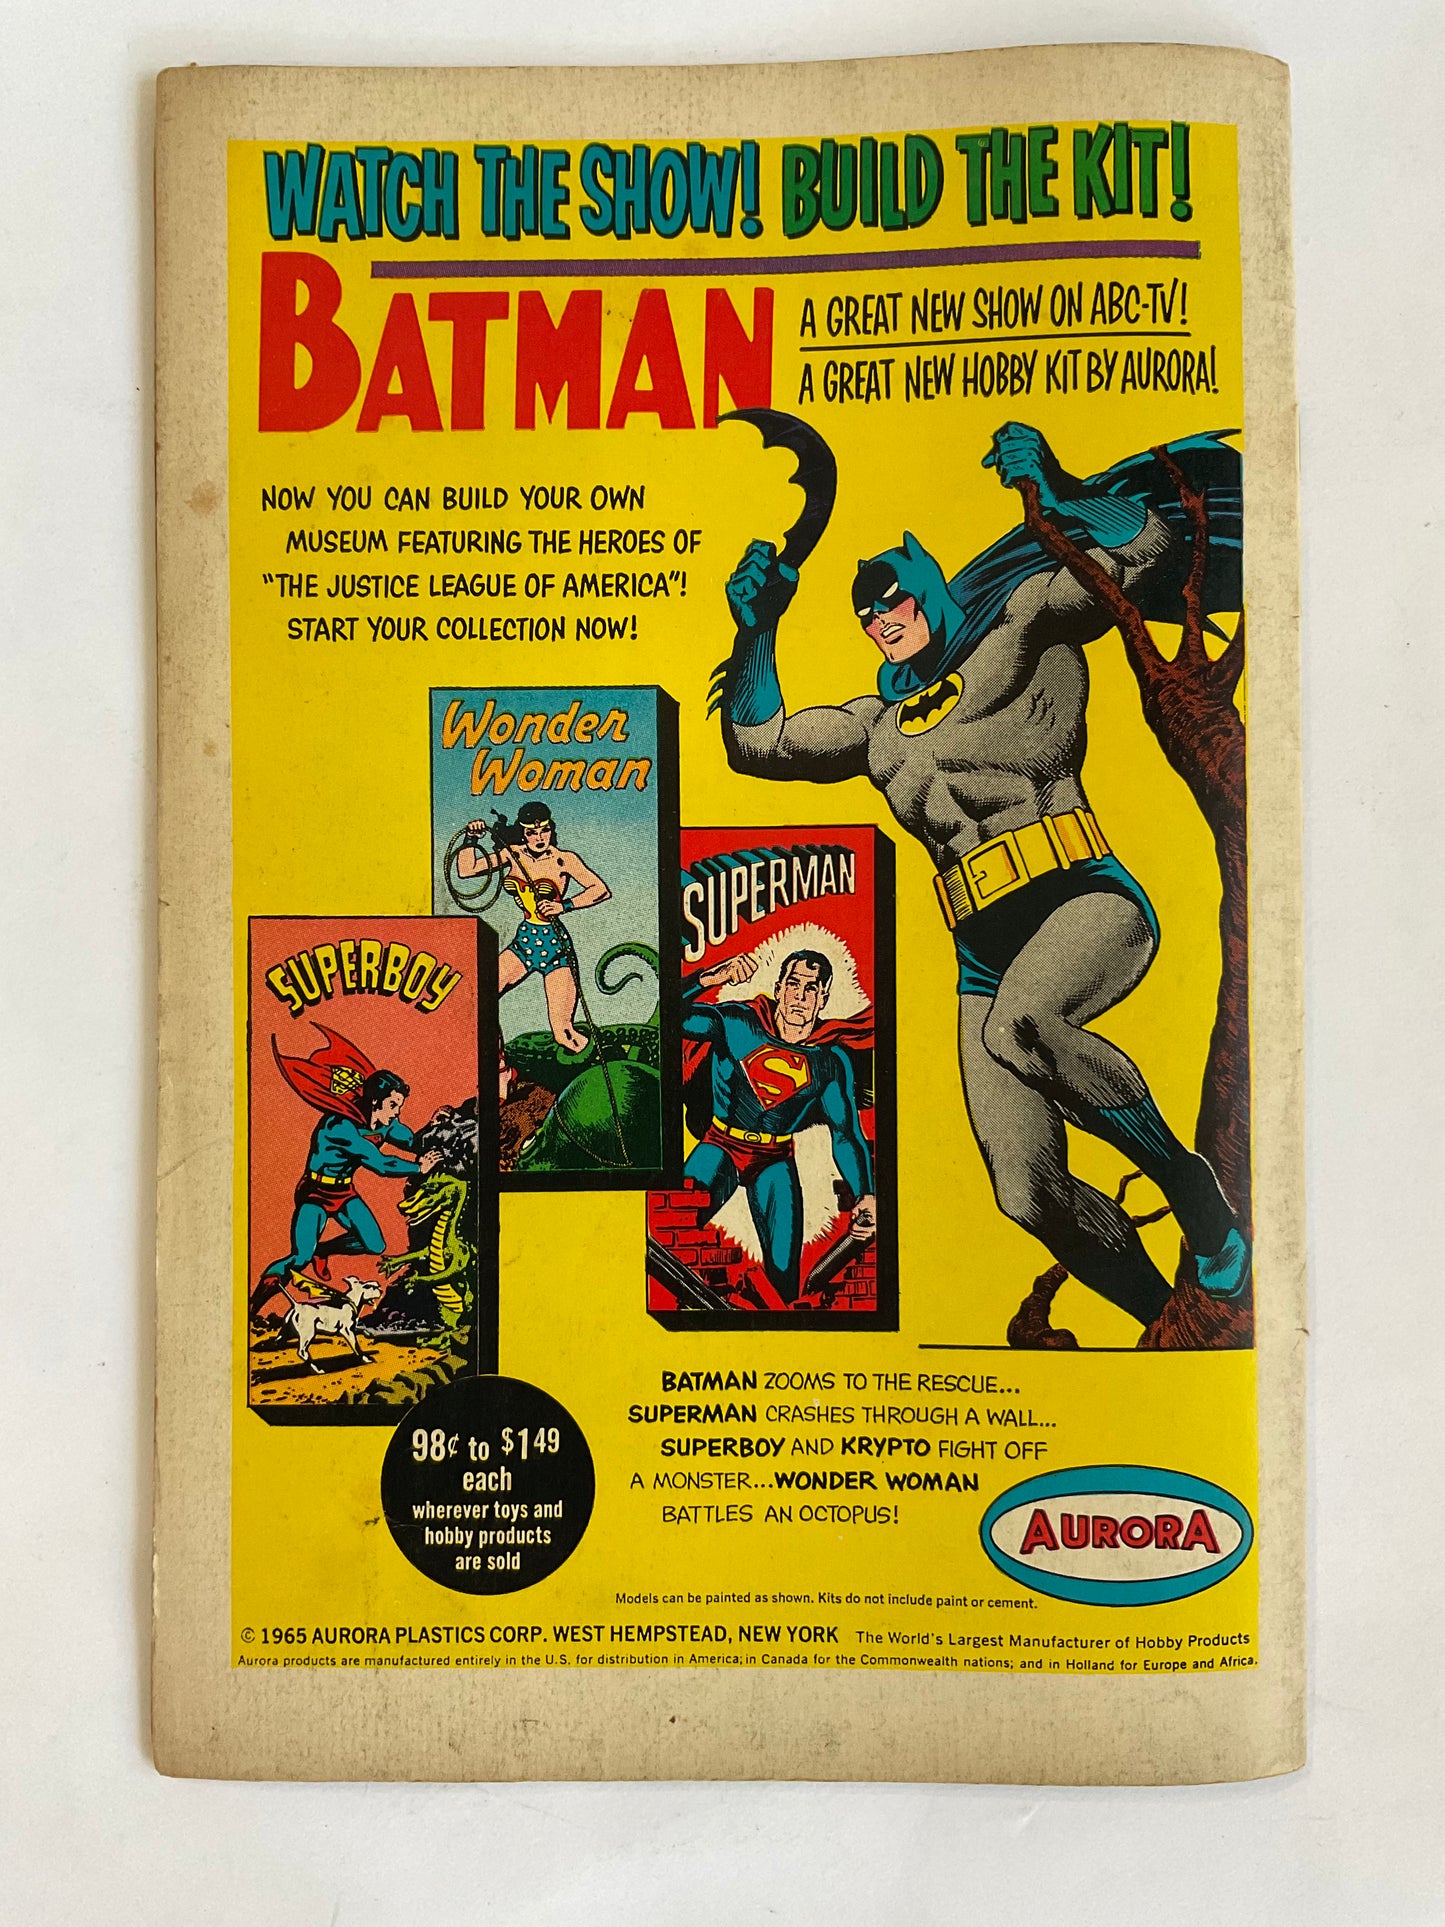 WATCH THE SHOW! BUILD THE KIT!
BATMAN
A GREAT NEW SHOW ON ABC-TV!
A GREAT NEW HOBBY KIT BY AURORA!
NOW YOU CAN BUILD YOUR OWN
MUSEUM FEATURING THE HEROES OF
"THE JUSTICE LEAGUE OF AMERICA"!
START YOUR COLLECTION NOW!
Wonder
Woman
SUPERMAN
S
SUPERBOY
98¢ to $1 49
each
wherever toys and
hobby products
are sold
BATMAN ZOOMS TO THE RESCUE...
SUPERMAN CRASHES THROUGH A WALL...
SUPERBOY AND KRYPTO FIGHT OFF
A MONSTER...WONDER WOMAN
BATTLES AN OCTOPUS!
AURORA
Models can be painted as shown. Kits do not include paint or cement.
© 1965 AURORA PLASTICS CORP. WEST HEMPSTEAD, NEW YORK The World's Largest Manufacturer of Hobby Products
Aurora products are manufactured entirely in the U.S. for distribution in America; in Canada for the Commonwealth nations; and in Holland for Europe and Africa.